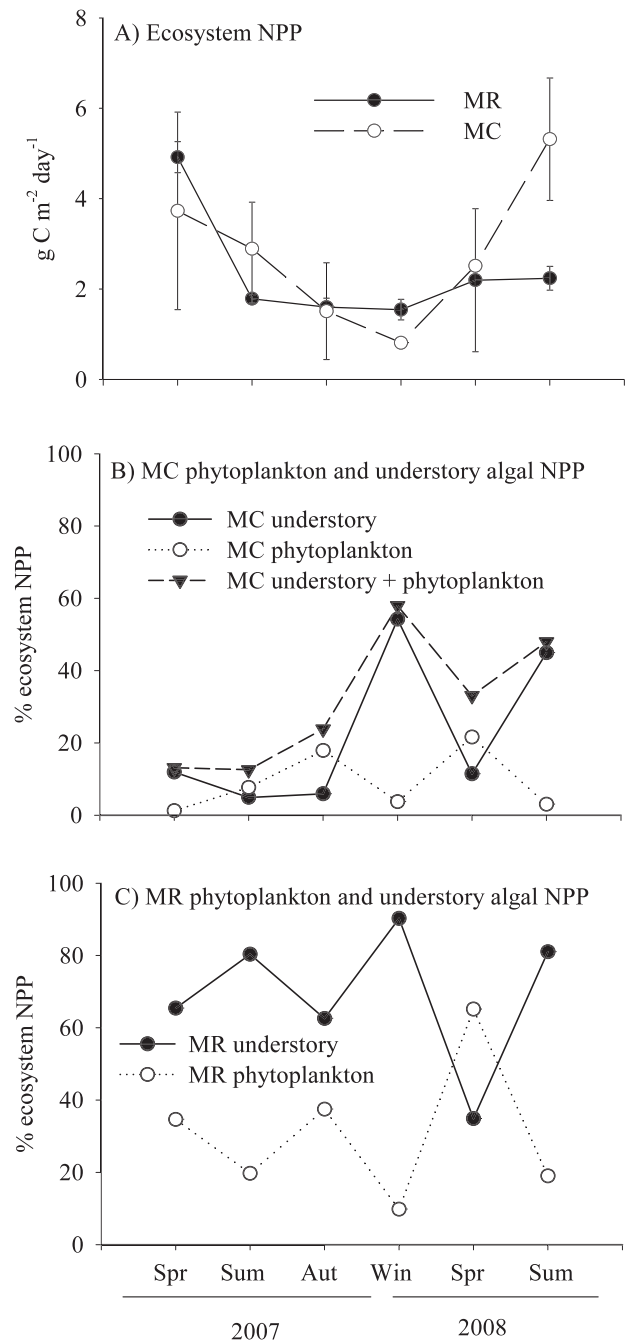 A) Ecosystem NPP
8
6
4
2
0
g C m⁻² day⁻¹
MR
MC
B) MC phytoplankton and understory algal NPP
100
80
60
40
20
0
% ecosystem NPP
MC understory
MC phytoplankton
MC understory + phytoplankton
C) MR phytoplankton and understory algal NPP
100
80
60
40
20
0
% ecosystem NPP
MR understory
MR phytoplankton
Spr Sum Aut Win Spr Sum
2007 2008